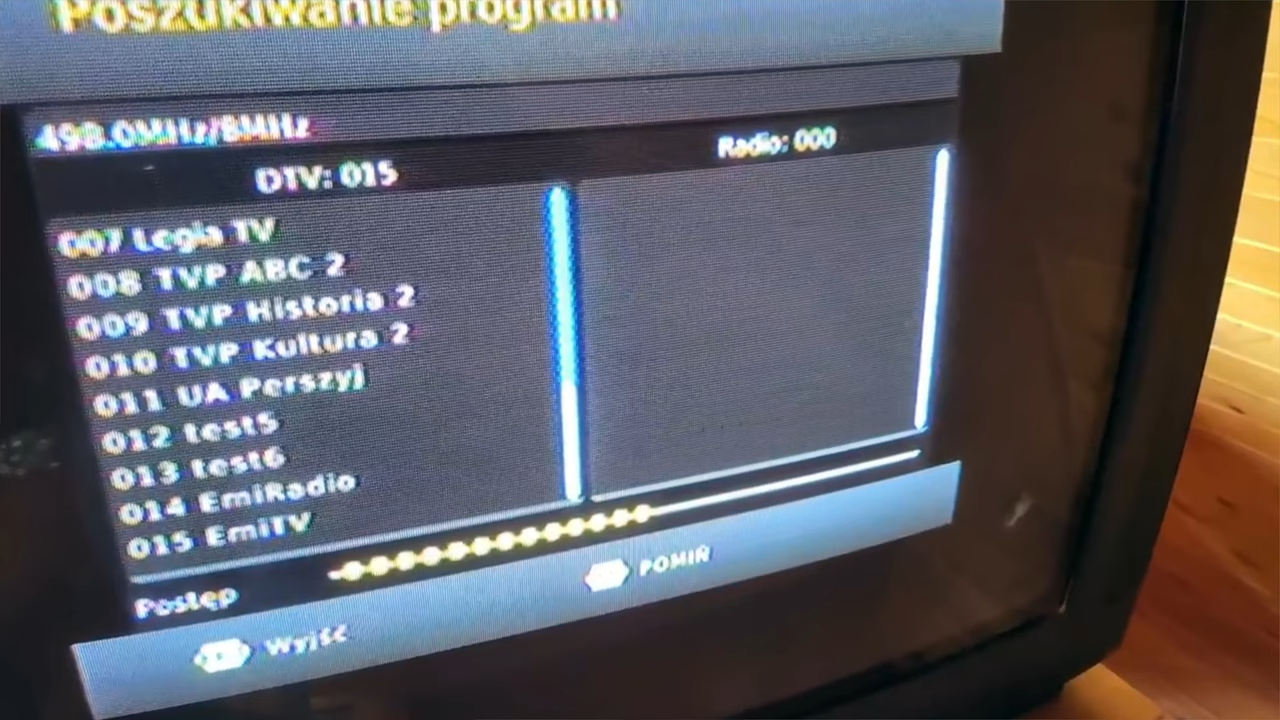 Poszukiwanie program
498.0MHz/8MHz
DTV: 015
Radio: 000
007 Legia TV
008 TVP ABC 2
009 TVP Historia 2
010 TVP Kultura 2
011 UA Perszyj
012 test5
013 test6
014 EmiRadio
015 EmiTV
Postęp
Wyjść
POMIŃ